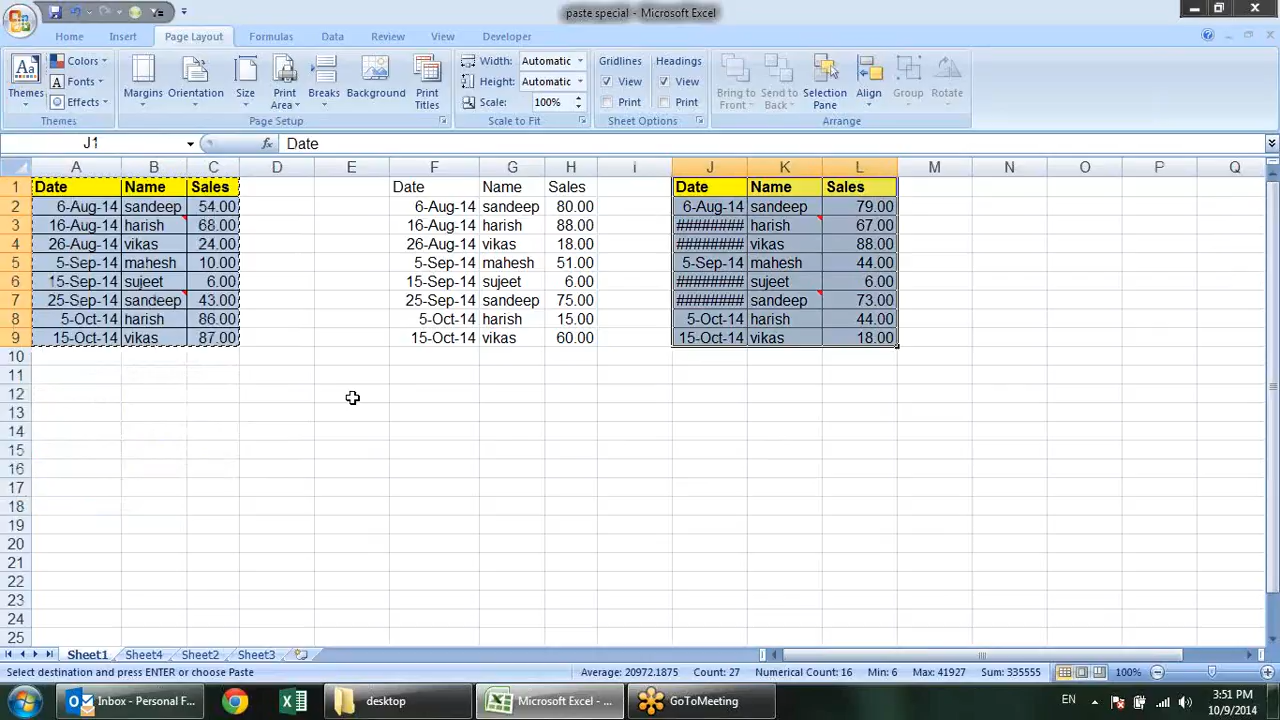 paste special - Microsoft Excel
Home Insert Page Layout Formulas Data Review View Developer
Themes Colors Fonts Effects Margins Orientation Size Print Area Breaks Background Print Titles
Width: Automatic Height: Automatic Scale: 100%
Gridlines View Print Headings View Print
Bring to Front Send to Back Selection Pane Align Group Rotate
Themes Page Setup Scale to Fit Sheet Options Arrange
J1 fx Date
A B C D E F G H I J K L M N O P Q
1 Date Name Sales Date Name Sales Date Name Sales
2 6-Aug-14 sandeep 54.00 6-Aug-14 sandeep 80.00 6-Aug-14 sandeep 79.00
3 16-Aug-14 harish 68.00 16-Aug-14 harish 88.00 ######## harish 67.00
4 26-Aug-14 vikas 24.00 26-Aug-14 vikas 18.00 ######## vikas 88.00
5 5-Sep-14 mahesh 10.00 5-Sep-14 mahesh 51.00 5-Sep-14 mahesh 44.00
6 15-Sep-14 sujeet 6.00 15-Sep-14 sujeet 6.00 ######## sujeet 6.00
7 25-Sep-14 sandeep 43.00 25-Sep-14 sandeep 75.00 ######## sandeep 73.00
8 5-Oct-14 harish 86.00 5-Oct-14 harish 15.00 5-Oct-14 harish 44.00
9 15-Oct-14 vikas 87.00 15-Oct-14 vikas 60.00 15-Oct-14 vikas 18.00
10
11
12
13
14
15
16
17
18
19
20
21
22
23
24
25
Sheet1 Sheet4 Sheet2 Sheet3
Select destination and press ENTER or choose Paste Average: 20972.1875 Count: 27 Numerical Count: 16 Min: 6 Max: 41927 Sum: 335555 100%
Inbox - Personal F... desktop Microsoft Excel - ... GoToMeeting EN 3:51 PM
10/9/2014